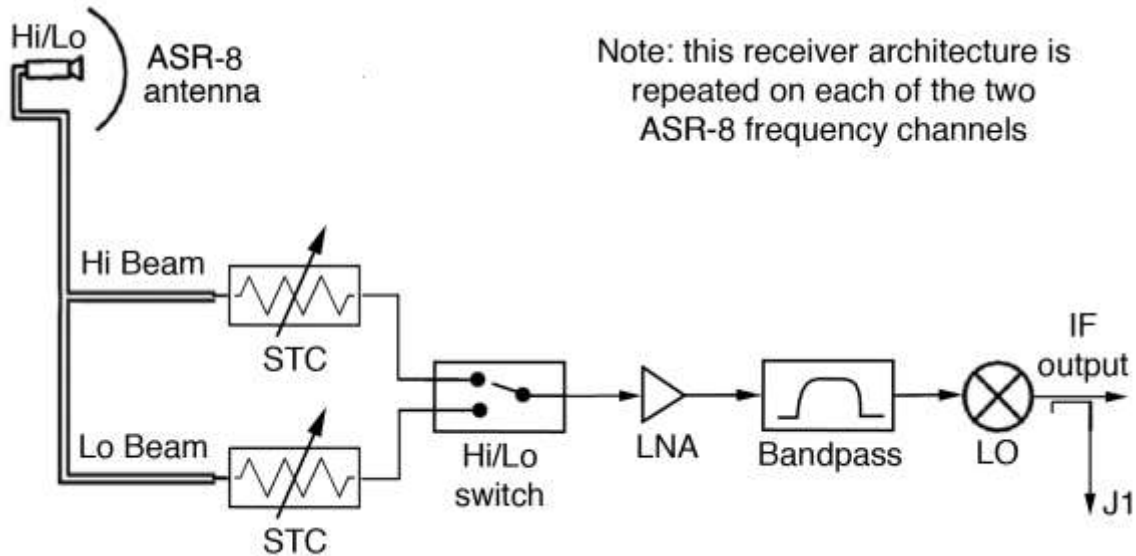 Hi/Lo
ASR-8
antenna
Note: this receiver architecture is
repeated on each of the two
ASR-8 frequency channels
Hi Beam
STC
Lo Beam
STC
Hi/Lo
switch
LNA
Bandpass
LO
IF
output
J1